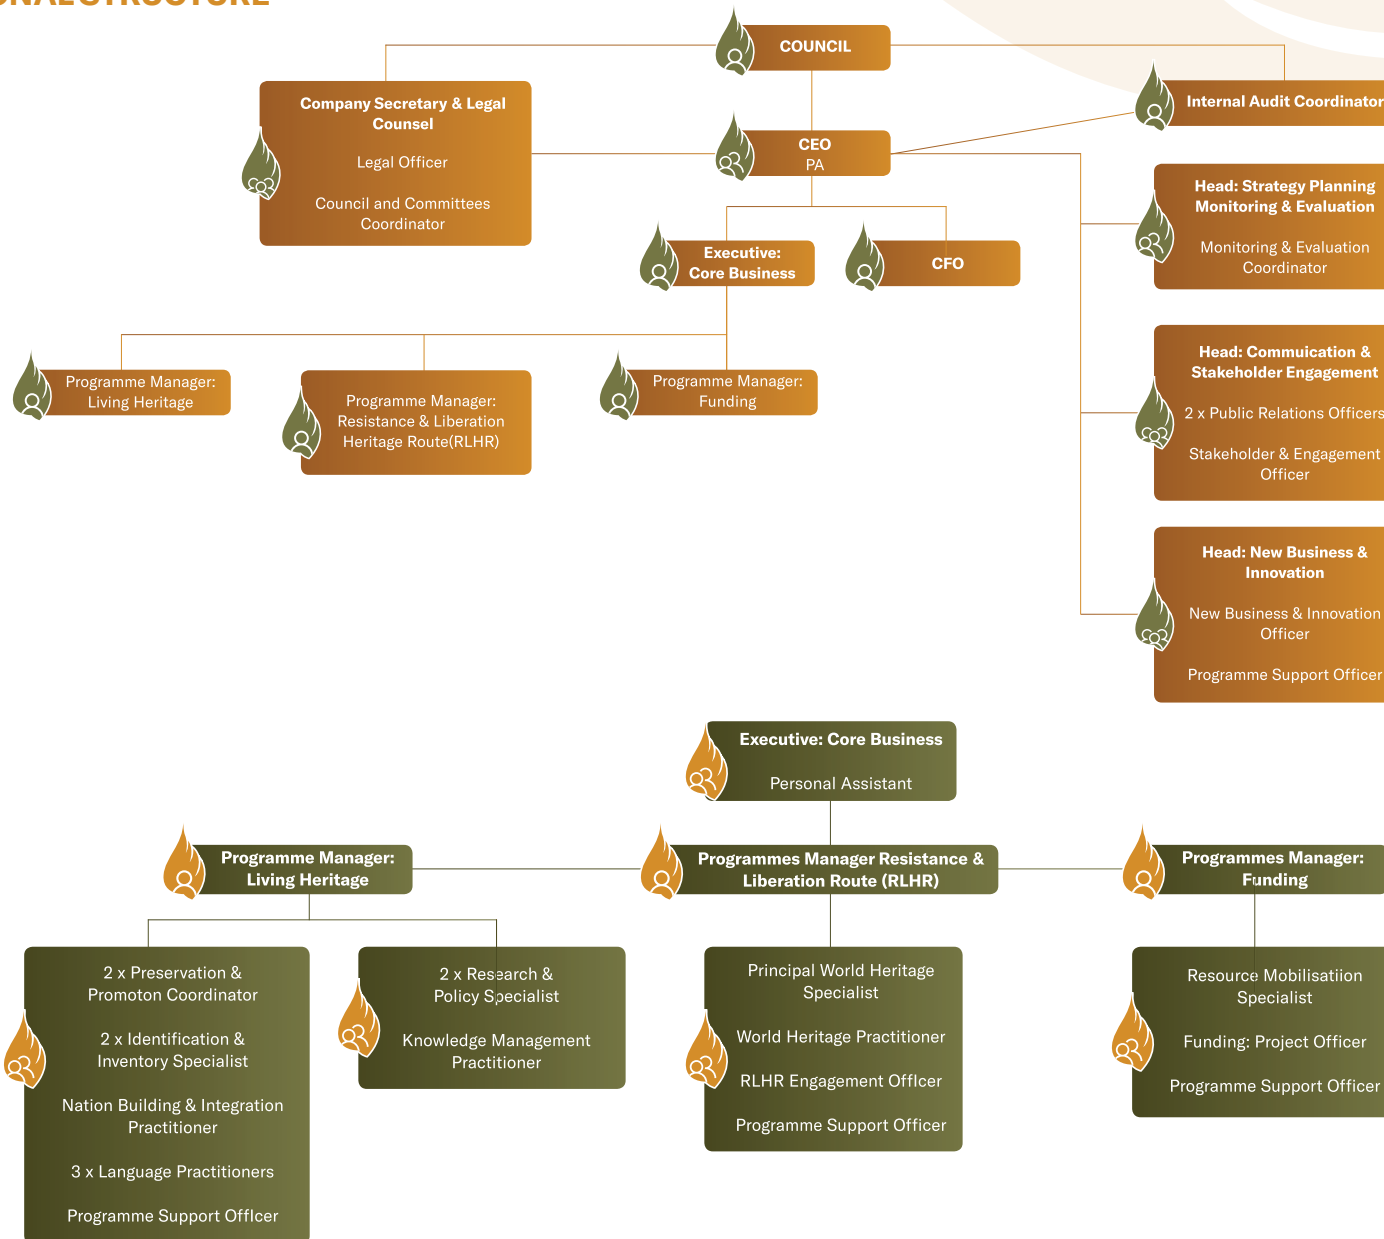 COUNCIL
Company Secretary & Legal
Counsel
Legal Officer
Council and Committees
Coordinator
Internal Audit Coordinator
CEO
PA
Head: Strategy Planning
Monitoring & Evaluation
Monitoring & Evaluation
Coordinator
Executive:
Core Business
CFO
Head: Commuication &
Stakeholder Engagement
2 x Public Relations Officers
Stakeholder & Engagement
Officer
Programme Manager:
Living Heritage
Programme Manager:
Resistance & Liberation
Heritage Route(RLHR)
Programme Manager:
Funding
Head: New Business &
Innovation
New Business & Innovation
Officer
Programme Support Officer
Executive: Core Business
Personal Assistant
Programme Manager:
Living Heritage
Programmes Manager Resistance &
Liberation Route (RLHR)
Programmes Manager:
Funding
2 x Preservation &
Promoton Coordinator
2 x Identification &
Inventory Specialist
Nation Building & Integration
Practitioner
3 x Language Practitioners
Programme Support OffIcer
2 x Research &
Policy Specialist
Knowledge Management
Practitioner
Principal World Heritage
Specialist
World Heritage Practitioner
RLHR Engagement OffIcer
Programme Support Officer
Resource Mobilisatiion
Specialist
Funding: Project Officer
Programme Support Officer